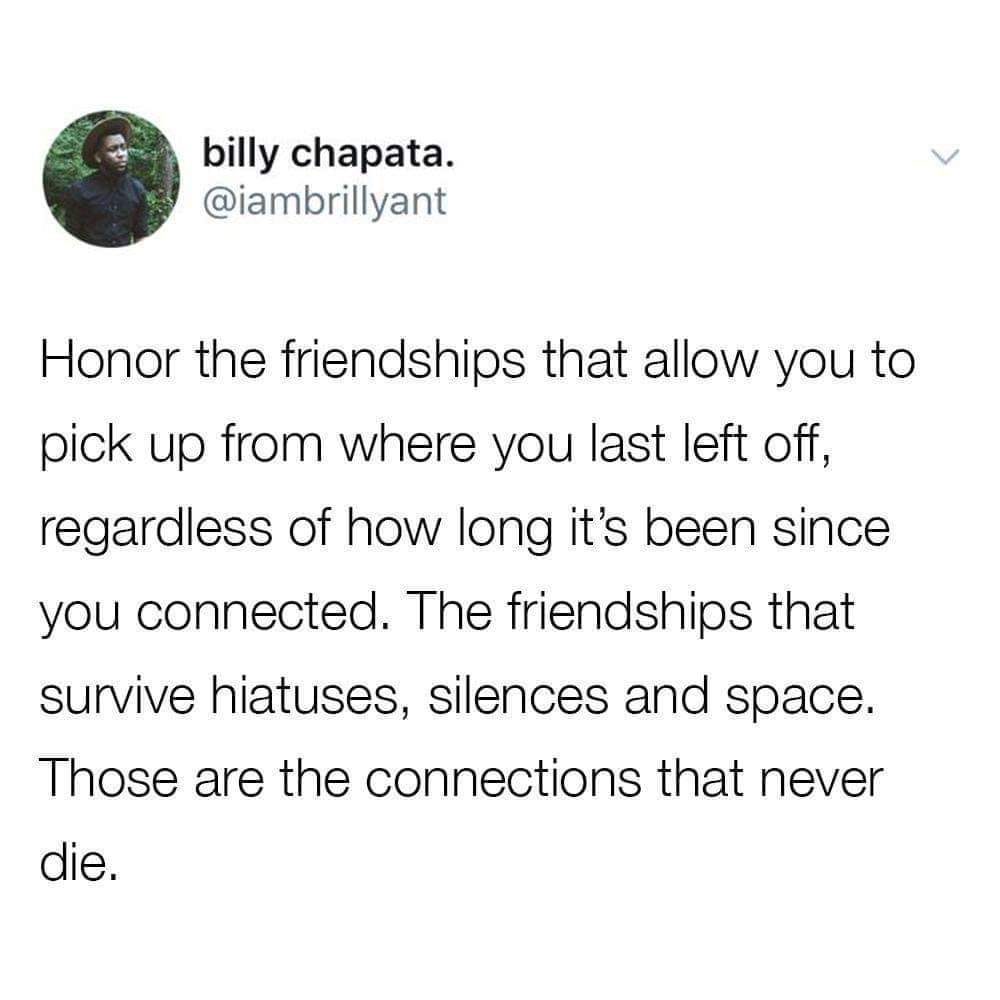 billy chapata.
@iambrillyant
Honor the friendships that allow you to
pick up from where you last left off,
regardless of how long it’s been since
you connected. The friendships that
survive hiatuses, silences and space.
Those are the connections that never
die.